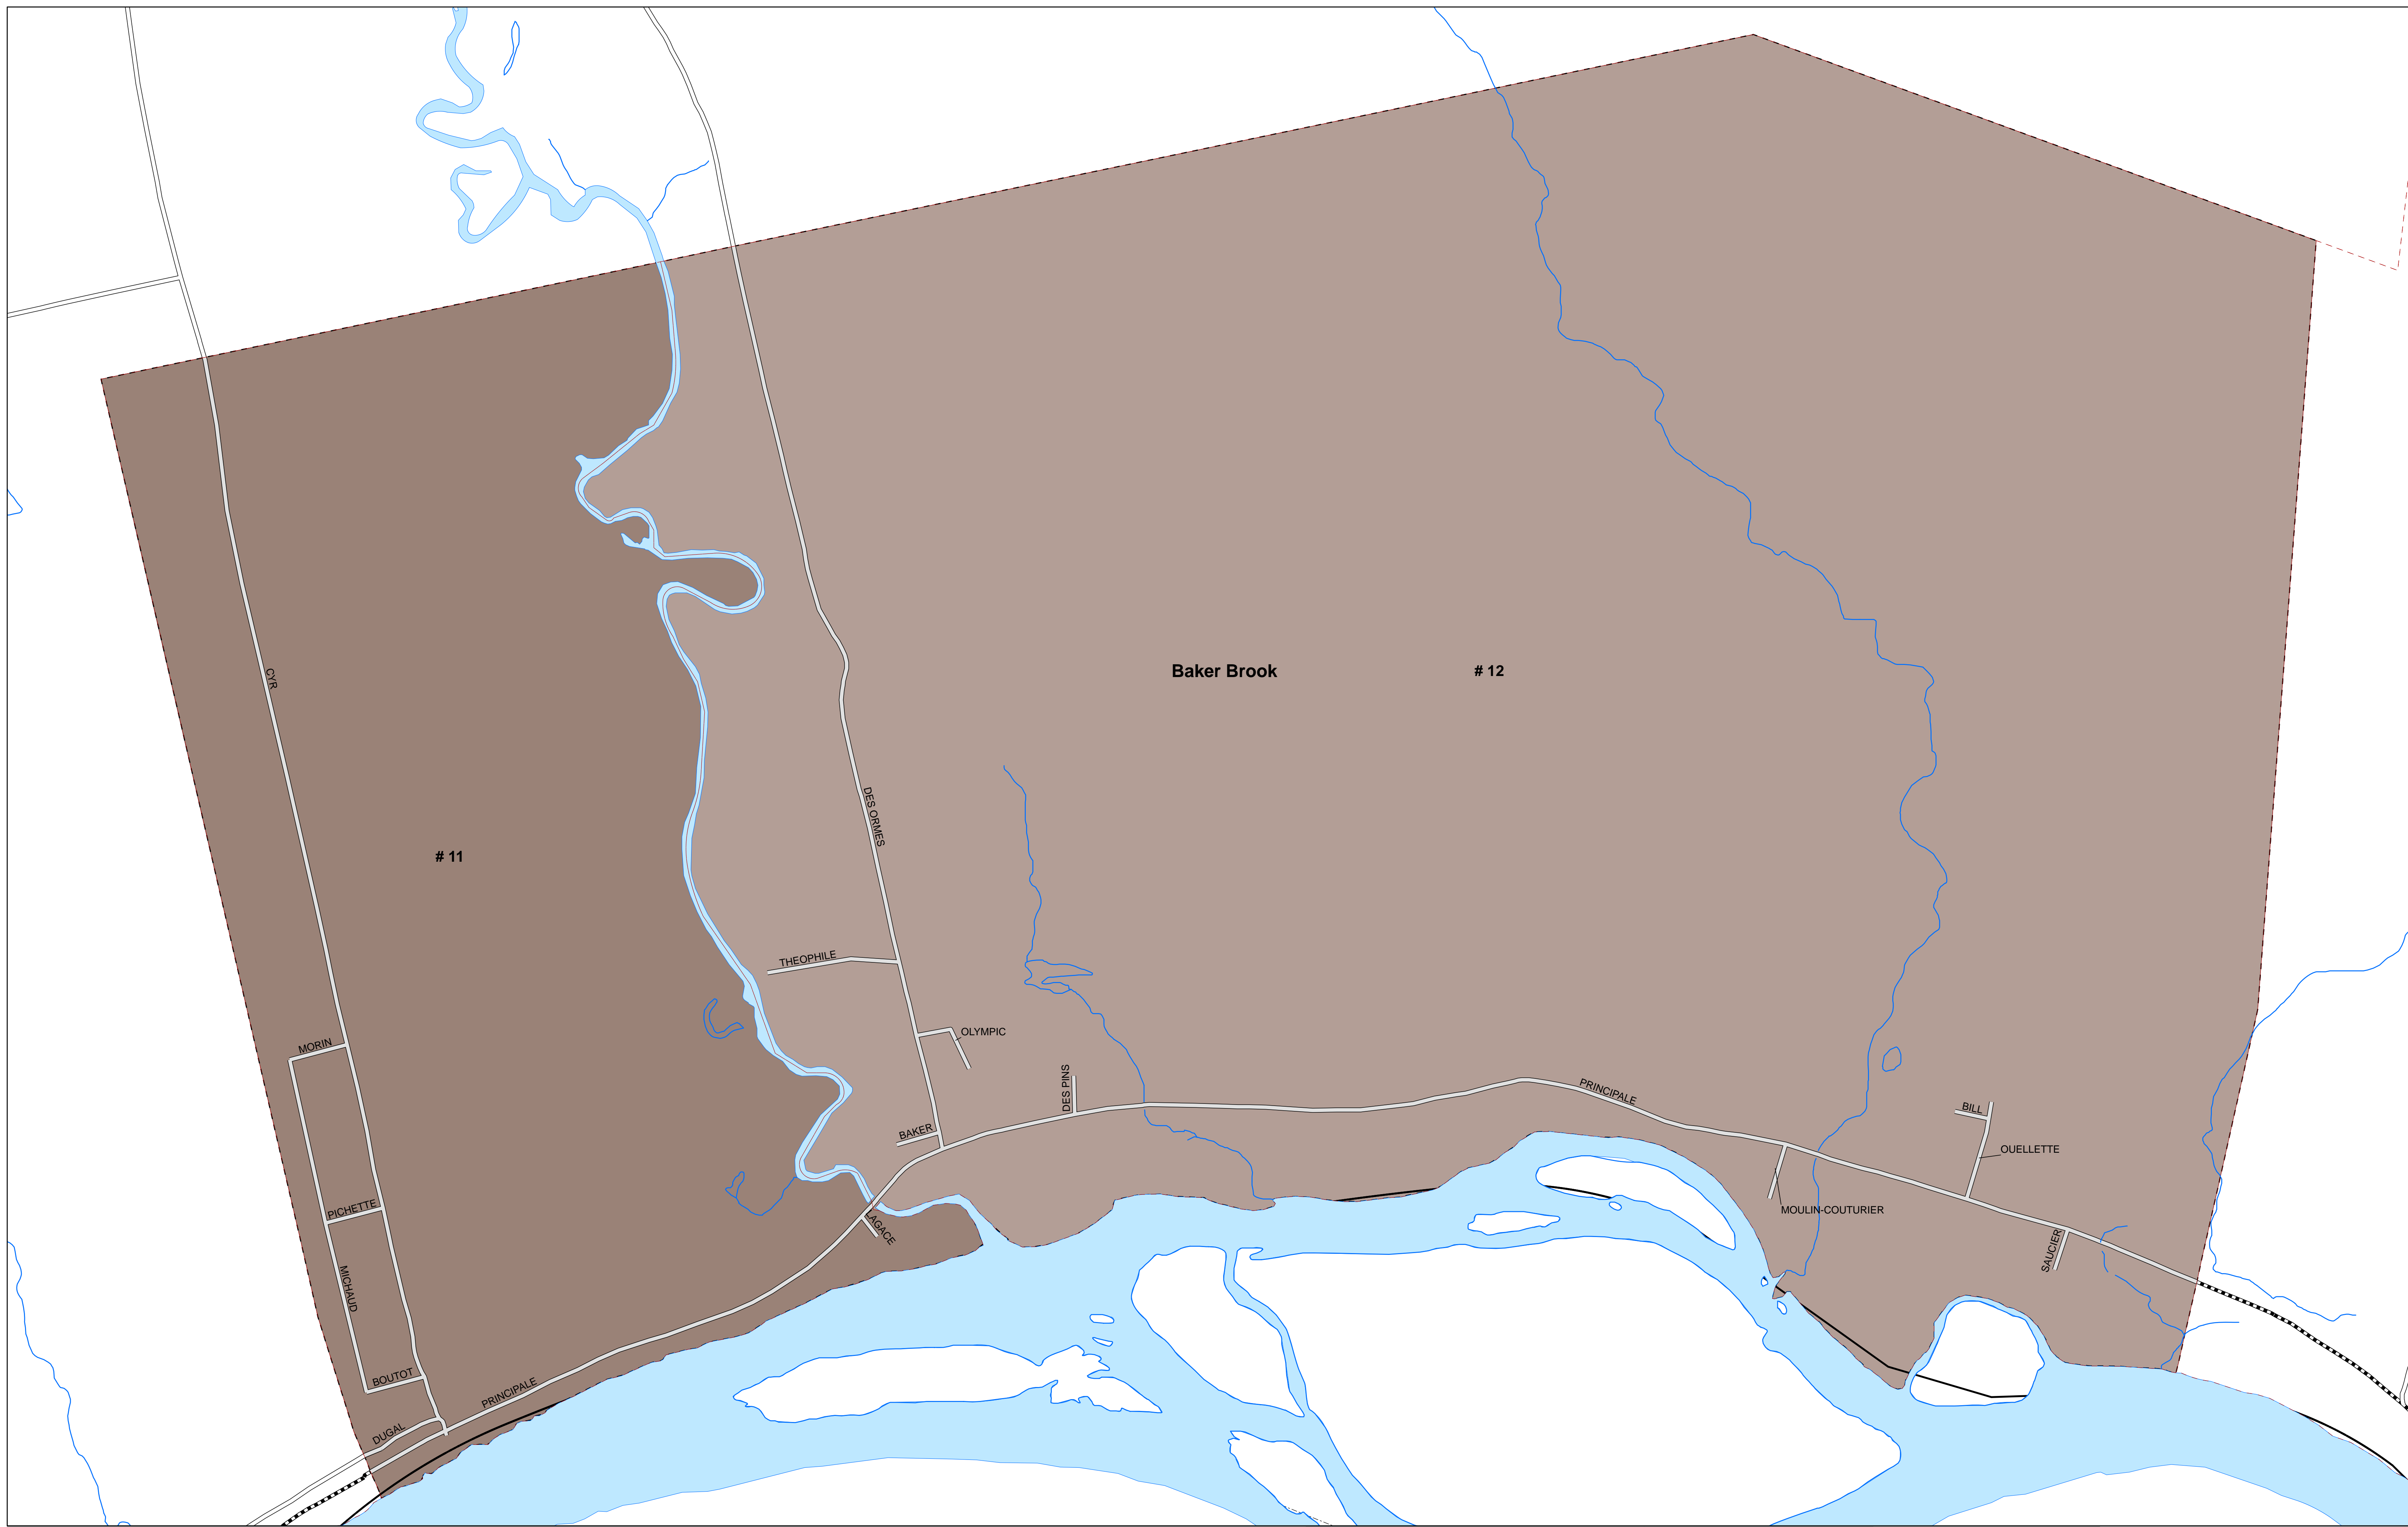 Baker Brook
# 12
CYR
DES ORMES
# 11
THEOPHILE
OLYMPIC
MORIN
DES PINS
PRINCIPALE
BILL
BAKER
OUELLETTE
PICHETTE
MOULIN-COUTURIER
LAGACE
SAUCIER
MICHAUD
BOUTOT
PRINCIPALE
DUGAL